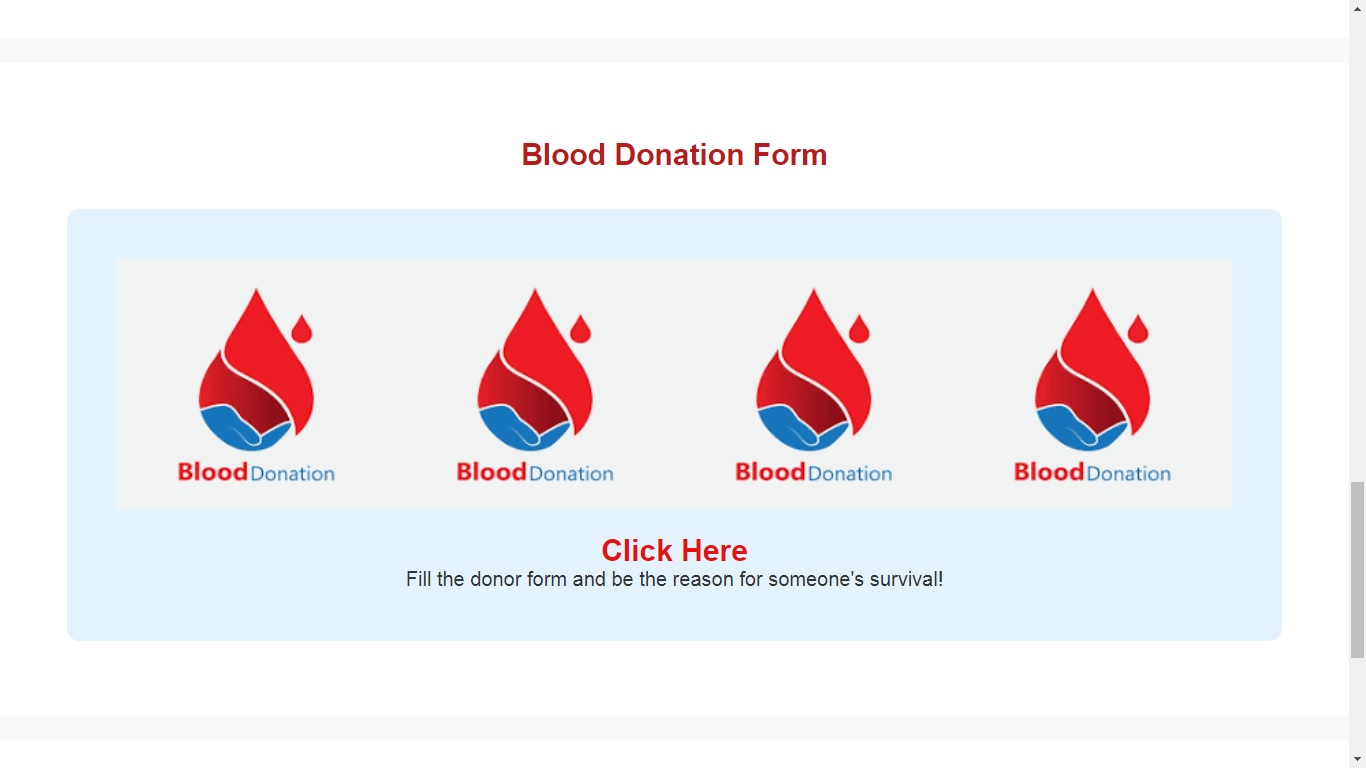 Blood Donation Form
BloodDonation BloodDonation BloodDonation BloodDonation
Click Here
Fill the donor form and be the reason for someone's survival!